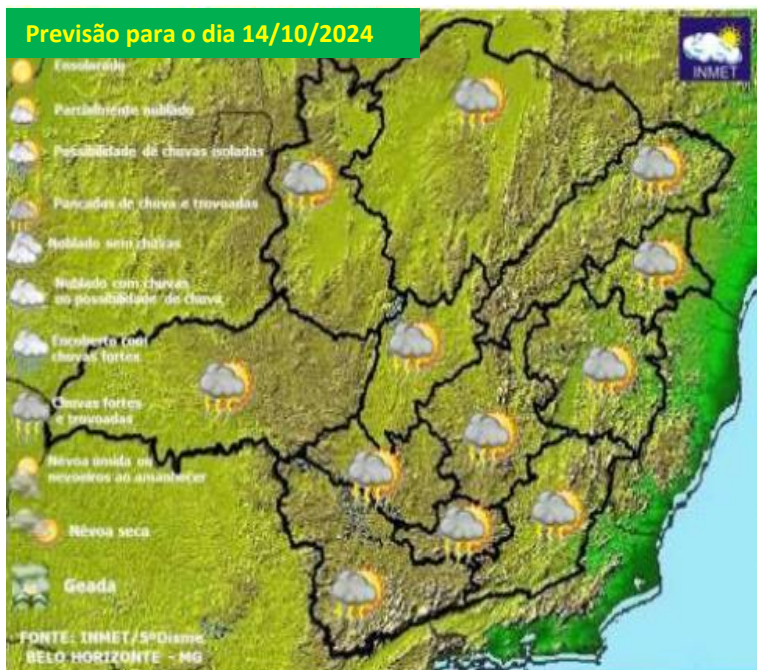 Previsão para o dia 14/10/2024
INMET
Ensolarado
Parcialmente nublado
Possibilidade de chuvas isoladas
Pancadas de chuva e trovoadas
Nublado sem chuvas
Nublado com chuvas
ou possibilidade de chuva
Encoberto com
chuvas fortes
Chuvas fortes
e trovoadas
Névoa úmida ou
nevoeiros ao amanhecer
Névoa seca
Geada
FONTE: INMET/5ºDisme
BELO HORIZONTE - MG